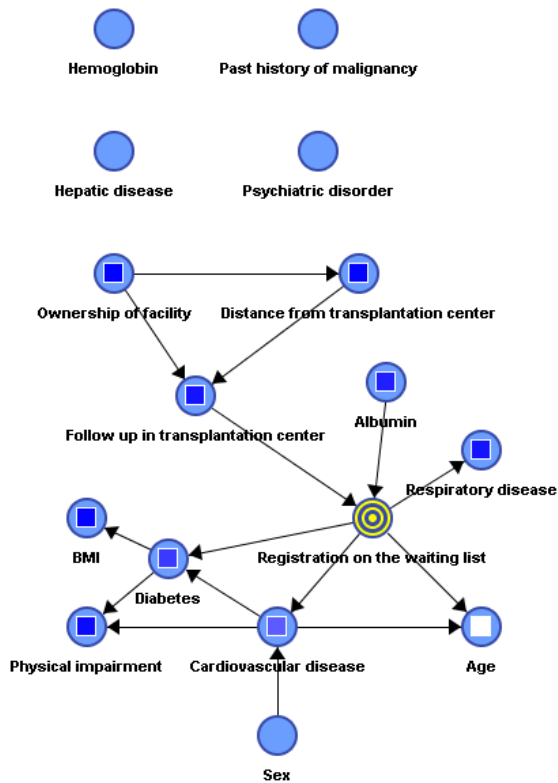 Hemoglobin
Past history of malignancy
Hepatic disease
Psychiatric disorder
Ownership of facility
Distance from transplantation center
Albumin
Follow up in transplantation center
Respiratory disease
BMI
Registration on the waiting list
Diabetes
Physical impairment
Cardiovascular disease
Age
Sex